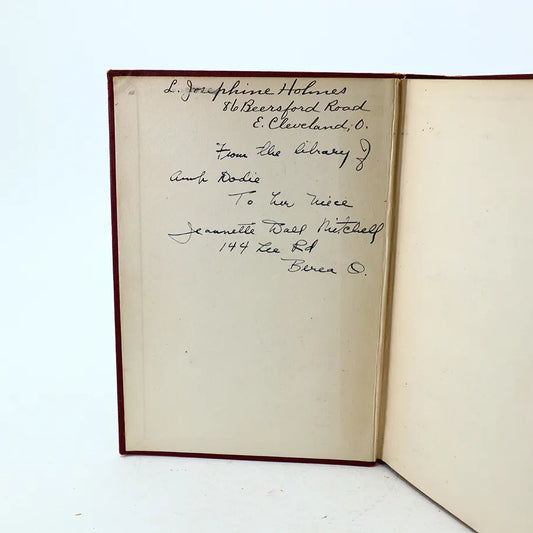 L. Josephine Holmes
86 Beersford Road
E. Cleveland, O.
From the library of
Aunt Dodie
To her niece
Jeannette Wall Mitchell
144 Lee Rd
Berea O.